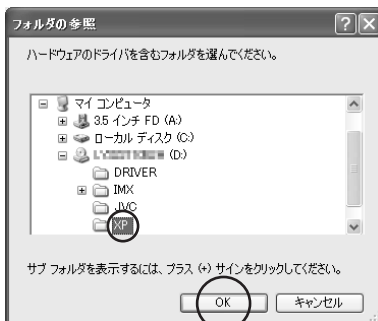 フォルダの参照
ハードウェアのドライバを含むフォルダを選んでください。
マイ コンピュータ
3.5 インチ FD (A:)
ローカル ディスク (C:)
(D:)
DRIVER
IMX
JVC
XP
サブ フォルダを表示するには、プラス (+) サインをクリックしてください。
OK
キャンセル